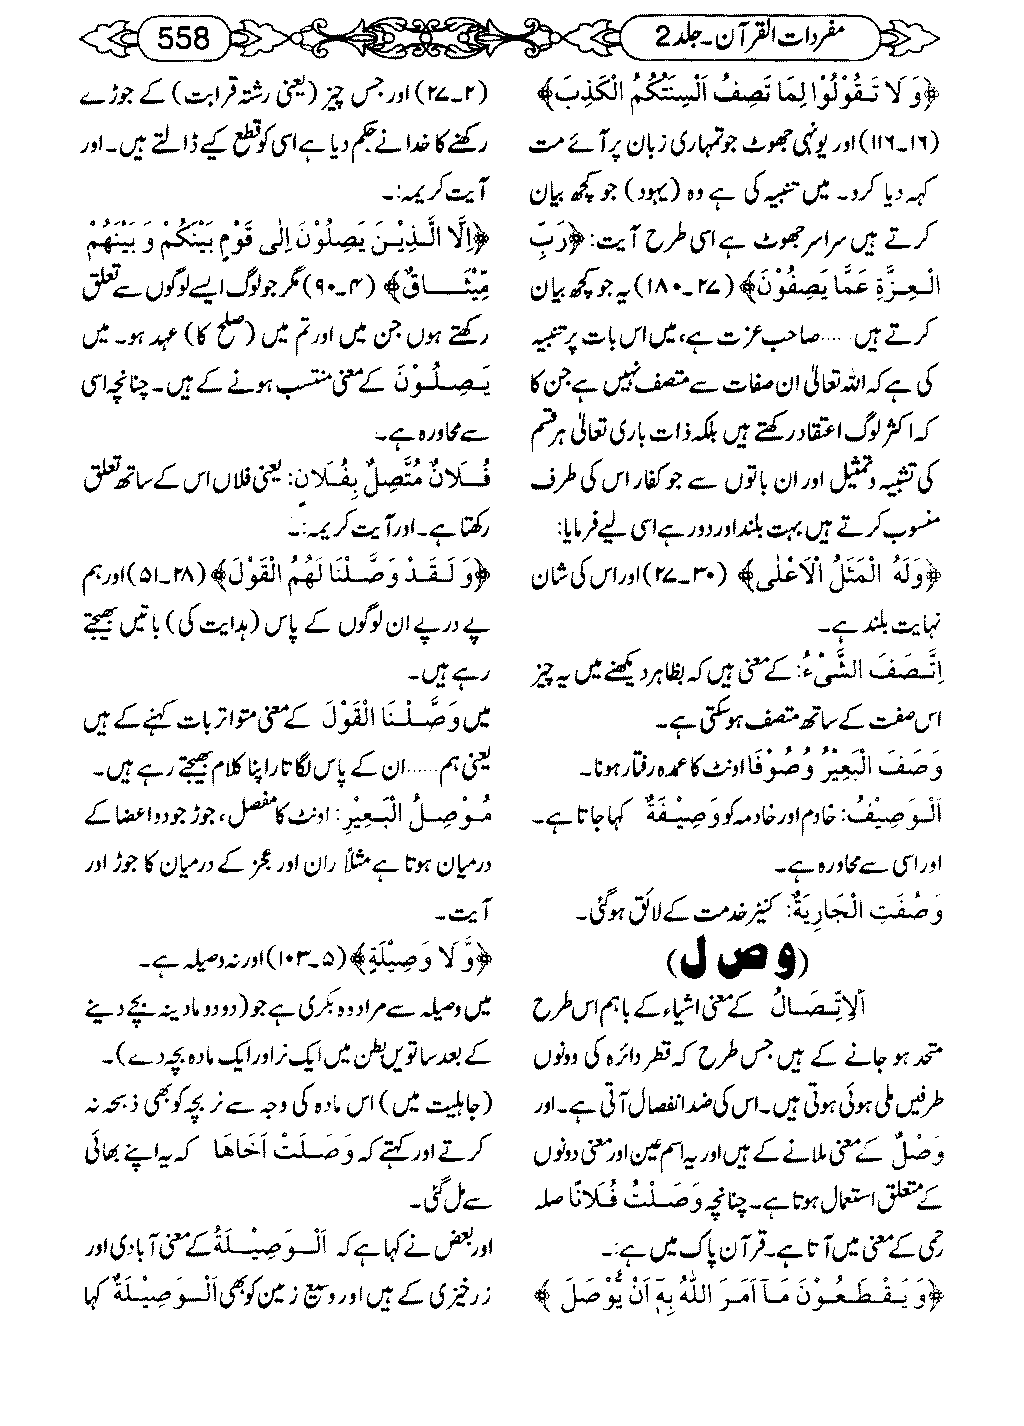 مفردات القرآن۔جلد 2
558
﴿وَلَا تَقُوْلُوْا لِمَا تَصِفُ اَلْسِنَتُكُمُ الْكَذِبَ﴾
(۱۶۔۱۱۶) اور یونہی جھوٹ جو تمہاری زبان پر آئے مت
کہہ دیا کرو۔ میں تنبیہ کی ہے وہ (یہود) جو کچھ بیان
کرتے ہیں سراسر جھوٹ ہے اسی طرح آیت: ﴿رَبِّ
الْعِزَّةِ عَمَّا يَصِفُوْنَ﴾ (۲۷۔۱۸۰) یہ جو کچھ بیان
کرتے ہیں ..... صاحب عزت ہے، میں اس بات پر تنبیہ
کی ہے کہ اللہ تعالیٰ ان صفات سے متصف نہیں ہے جن کا
کہ اکثر لوگ اعتقاد رکھتے ہیں بلکہ ذات باری تعالیٰ ہر قسم
کی تشبیہ و تمثیل اور ان باتوں سے جو کفار اس کی طرف
منسوب کرتے ہیں بہت بلند اور دور ہے اسی لیے فرمایا:
﴿وَلَهُ الْمَثَلُ الْاَعْلٰى﴾ (۳۰۔۲۷) اور اس کی شان
نہایت بلند ہے۔
اِتَّصَفَ الشَّيْءُ: کے معنی ہیں کہ بظاہر دیکھنے میں یہ چیز
اس صفت کے ساتھ متصف ہو سکتی ہے۔
وَصَفَ الْبَعِيْرُ وُصُوْفًا اونٹ کا عمدہ رفتار ہونا۔
اَلْوَصِيْفُ: خادم اور خادمہ کو وَصِيْفَةٌ کہا جاتا ہے۔
اور اسی سے محاورہ ہے۔
وَصُفَتِ الْجَارِيَةُ: کنیز خدمت کے لائق ہو گئی۔
(و ص ل)
اَلْاِتِّصَالُ کے معنی اشیاء کے باہم اس طرح
متحد ہو جانے کے ہیں جس طرح کہ قطر دائرہ کی دونوں
طرفیں ملی ہوئی ہوتی ہیں۔ اس کی ضد انفصال آتی ہے۔ اور
وَصْلٌ کے معنی ملانے کے ہیں اور یہ اسم عین اور معنی دونوں
کے متعلق استعمال ہوتا ہے۔ چنانچہ وَصَلْتُ فُلَانًا صلہ
رحمی کے معنی میں آتا ہے۔ قرآن پاک میں ہے:۔
﴿وَيَقْطَعُوْنَ مَآ اَمَرَ اللّٰهُ بِهٖٓ اَنْ يُّوْصَلَ﴾
(۲۔۲۷) اور جس چیز (یعنی رشتہ قرابت) کے جوڑے
رکھنے کا خدا نے حکم دیا ہے اسی کو قطع کیے ڈالتے ہیں۔ اور
آیت کریمہ:۔
﴿اِلَّا الَّذِيْنَ يَصِلُوْنَ اِلٰى قَوْمٍ بَيْنَكُمْ وَ بَيْنَهُمْ
مِّيْثَاقٌ﴾ (۴۔۹۰) مگر جو لوگ ایسے لوگوں سے تعلق
رکھتے ہوں جن میں اور تم میں (صلح کا) عہد ہو۔ میں
يَصِلُوْنَ کے معنی منتسب ہونے کے ہیں۔ چنانچہ اسی
سے محاورہ ہے۔
فُلَانٌ مُتَّصِلٌ بِفُلَانٍ: یعنی فلاں اس کے ساتھ تعلق
رکھتا ہے۔ اور آیت کریمہ:۔
﴿وَلَقَدْ وَصَّلْنَا لَهُمُ الْقَوْلَ﴾ (۲۸۔۵۱) اور ہم
پے درپے ان لوگوں کے پاس (ہدایت کی) باتیں بھیجتے
رہے ہیں۔
میں وَصَّلْنَا الْقَوْلَ کے معنی متواتر بات کہنے کے ہیں
یعنی ہم ..... ان کے پاس لگاتار اپنا کلام بھیجتے رہے ہیں۔
مُوْصِلُ الْبَعِيْرِ: اونٹ کا مفصل، جوڑ جو دو اعضا کے
درمیان ہوتا ہے مثلاً ران اور عجز کے درمیان کا جوڑ اور
آیت۔
﴿وَّلَا وَصِيْلَةٍ﴾ (۵۔۱۰۳) اور نہ وصیلہ ہے۔
میں وصیلہ سے مراد وہ بکری ہے جو (دو دو مادینہ بچے دینے
کے بعد ساتویں بطن میں ایک نر اور ایک مادہ بچہ دے)۔
(جاہلیت میں) اس مادہ کی وجہ سے نر بچہ کو بھی ذبحہ نہ
کرتے اور کہتے کہ وَصَلَتْ اَخَاهَا کہ یہ اپنے بھائی
سے مل گئی۔
اور بعض نے کہا ہے کہ اَلْوَصِيْلَةُ کے معنی آبادی اور
زرخیزی کے ہیں اور وسیع زمین کو بھی اَلْوَصِيْلَةُ کہا